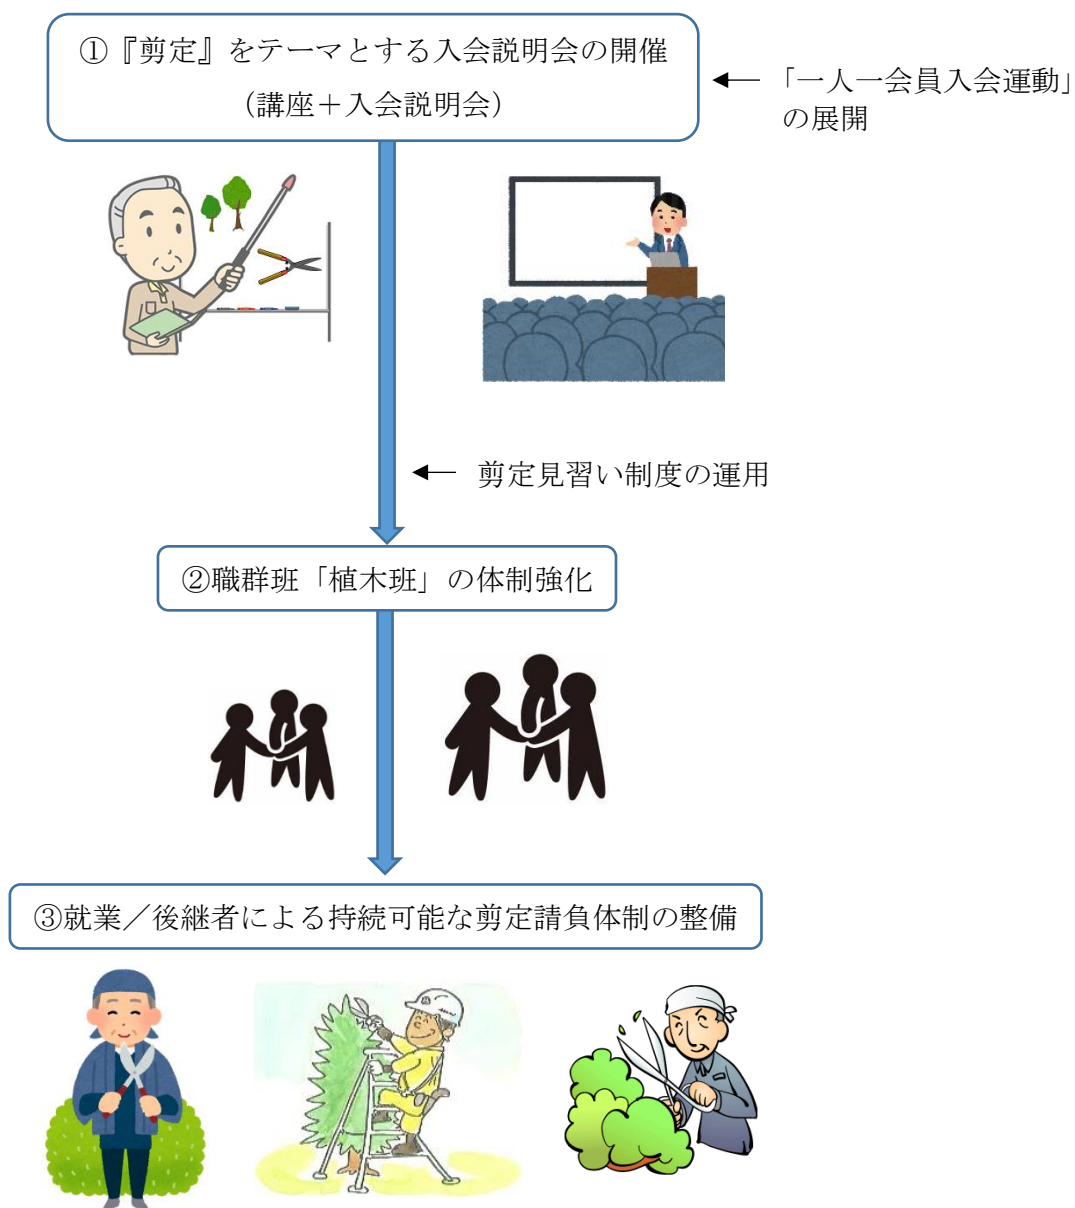 ①『剪定』をテーマとする入会説明会の開催
（講座＋入会説明会）
「一人一会員入会運動」
の展開
剪定見習い制度の運用
②職群班「植木班」の体制強化
③就業／後継者による持続可能な剪定請負体制の整備